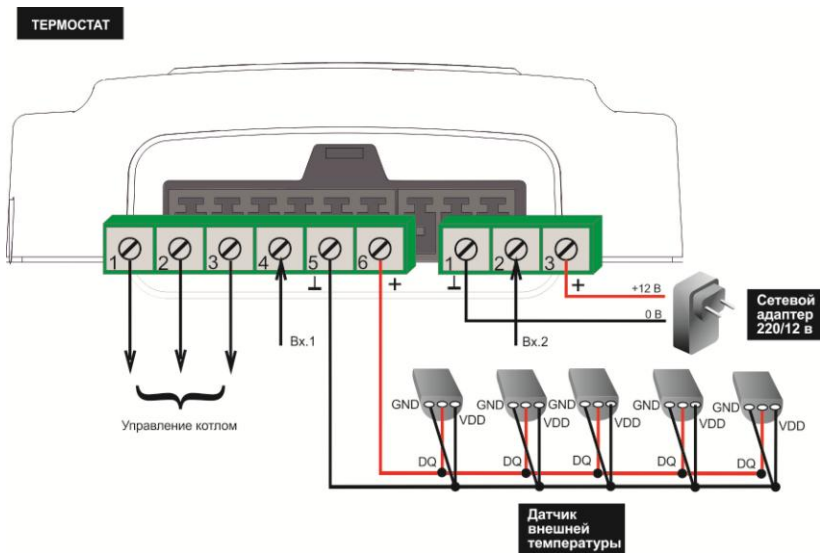 ТЕРМОСТАТ
1 2 3 4 5 6
⊥ +
1 2 3
⊥ +
+12 В
0 В
Сетевой
адаптер
220/12 в
Вх.1
Вх.2
Управление котлом
GND VDD GND VDD GND VDD GND VDD GND VDD
DQ DQ DQ DQ DQ
Датчик
внешней
температуры